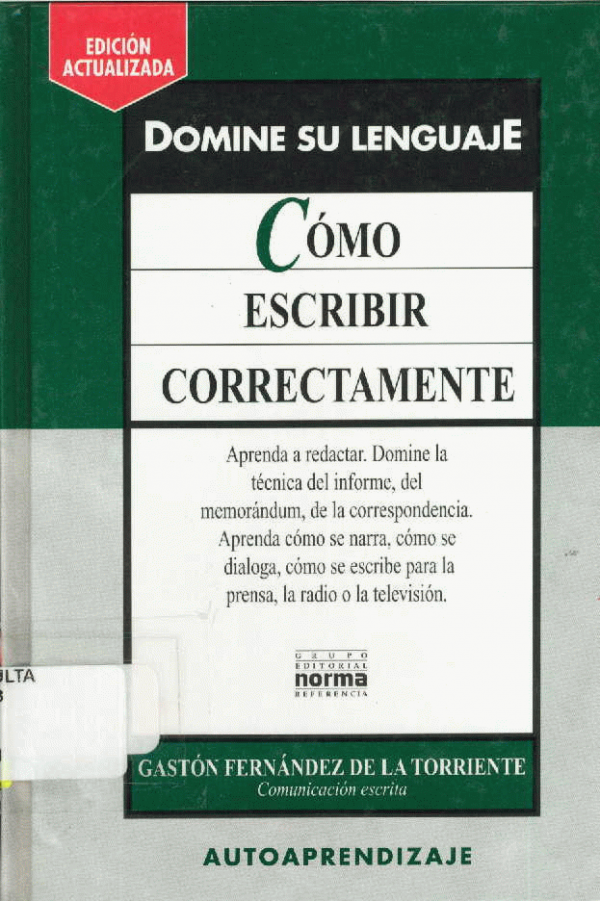 EDICIÓN
ACTUALIZADA
DOMINE SU LENGUAJE
CÓMO
ESCRIBIR
CORRECTAMENTE
Aprenda a redactar. Domine la
técnica del informe, del
memorándum, de la correspondencia.
Aprenda cómo se narra, cómo se
dialoga, cómo se escribe para la
prensa, la radio o la televisión.
GRUPO
EDITORIAL
norma
REFERENCIA
ULTA
GASTÓN FERNÁNDEZ DE LA TORRIENTE
Comunicación escrita
AUTOAPRENDIZAJE